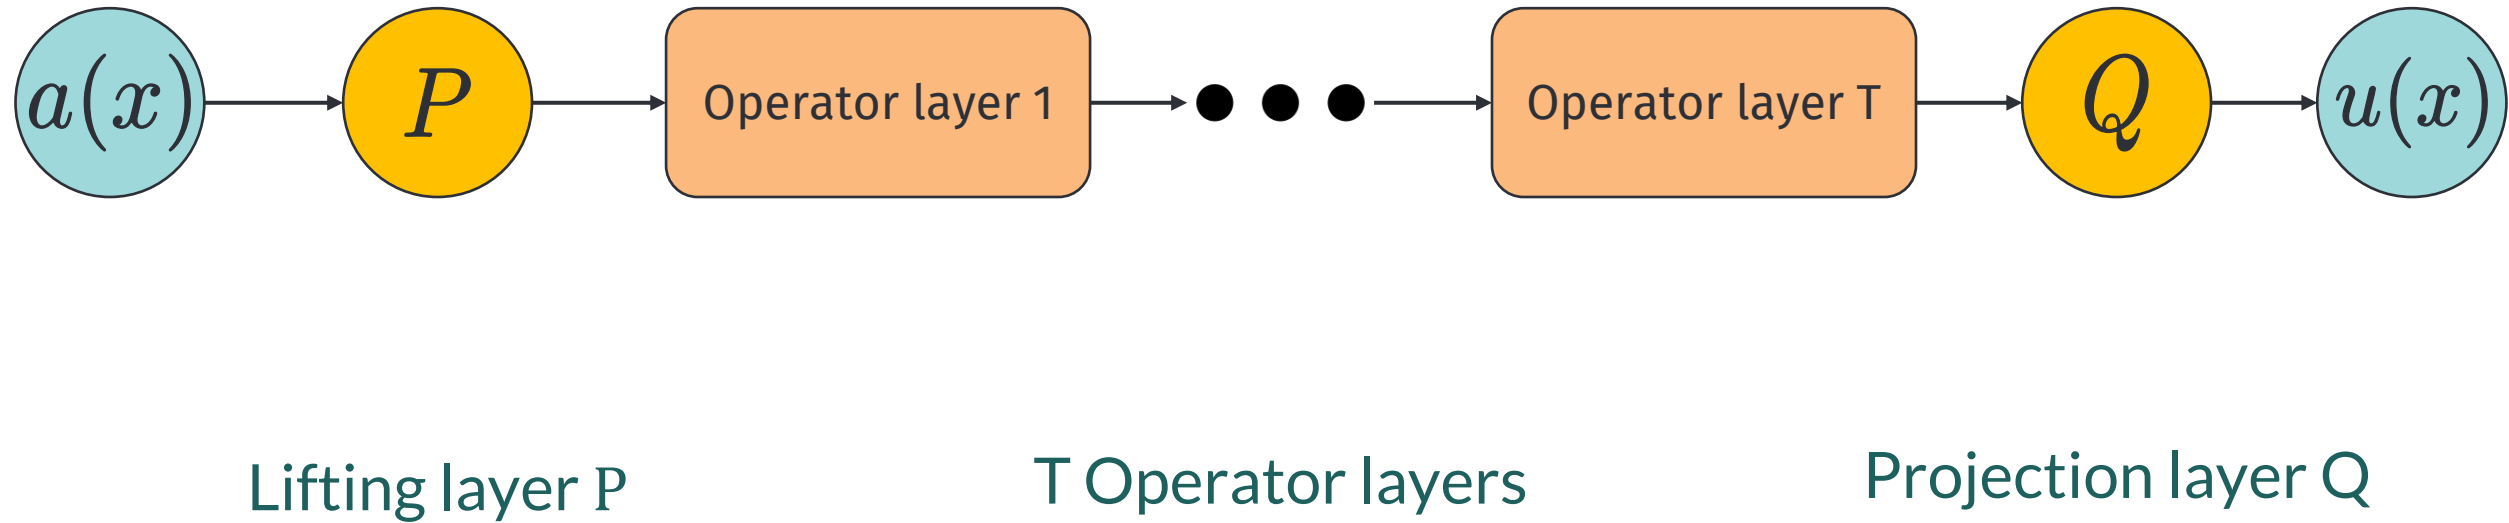 a(x)
P
Operator layer 1
Operator layer T
Q
u(x)
Lifting layer P
T Operator layers
Projection layer Q